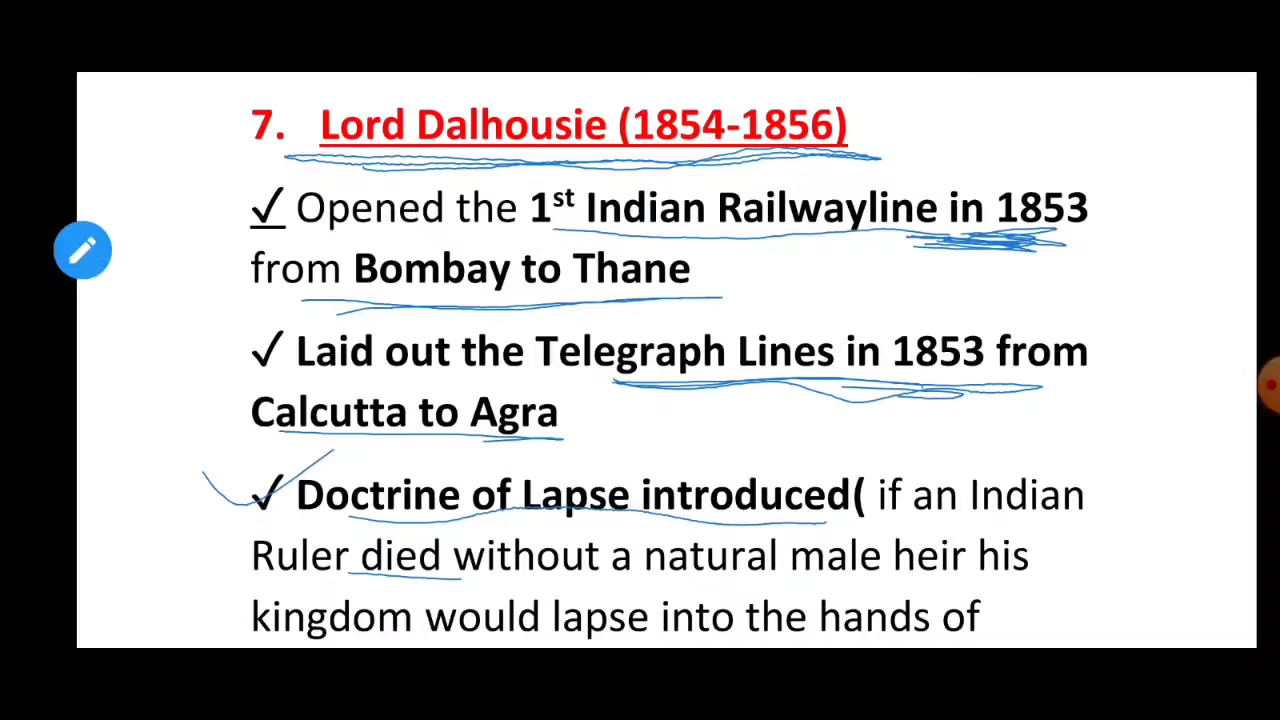 7. Lord Dalhousie (1854-1856)
✓ Opened the 1st Indian Railwayline in 1853
from Bombay to Thane
✓ Laid out the Telegraph Lines in 1853 from
Calcutta to Agra
✓ Doctrine of Lapse introduced( if an Indian
Ruler died without a natural male heir his
kingdom would lapse into the hands of